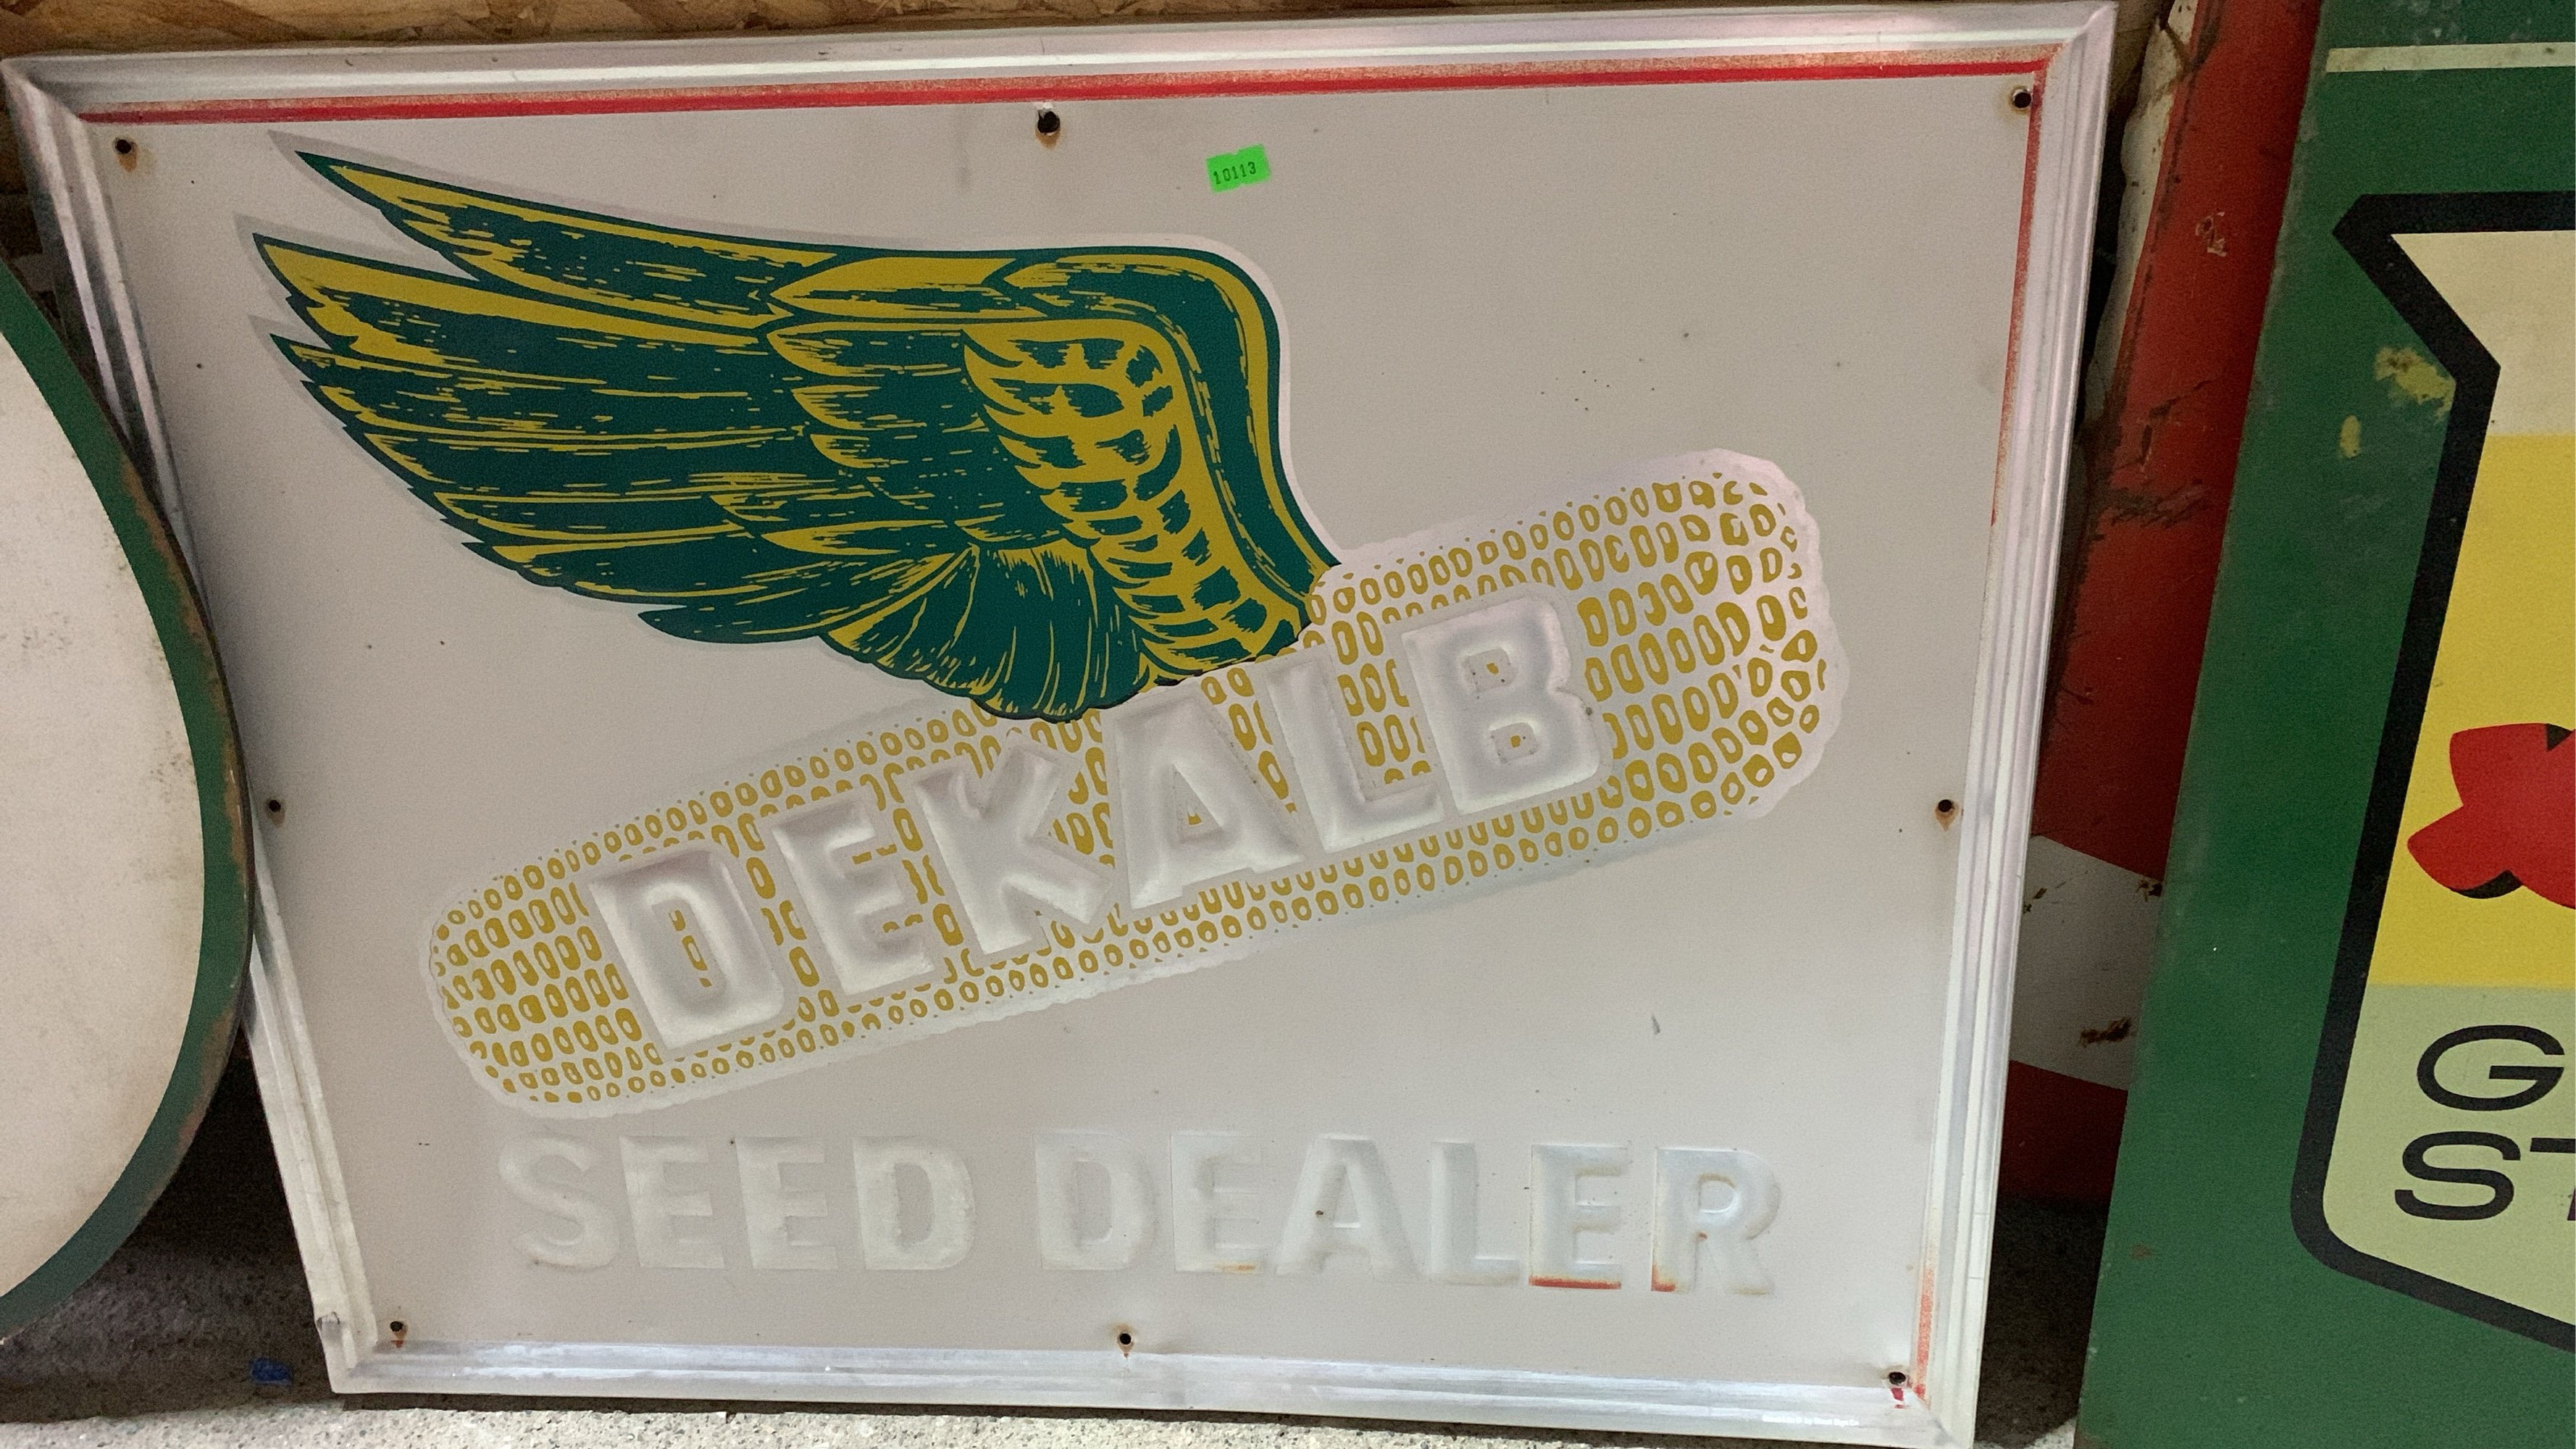 10113
DEKALB
SEED DEALER
G
ST